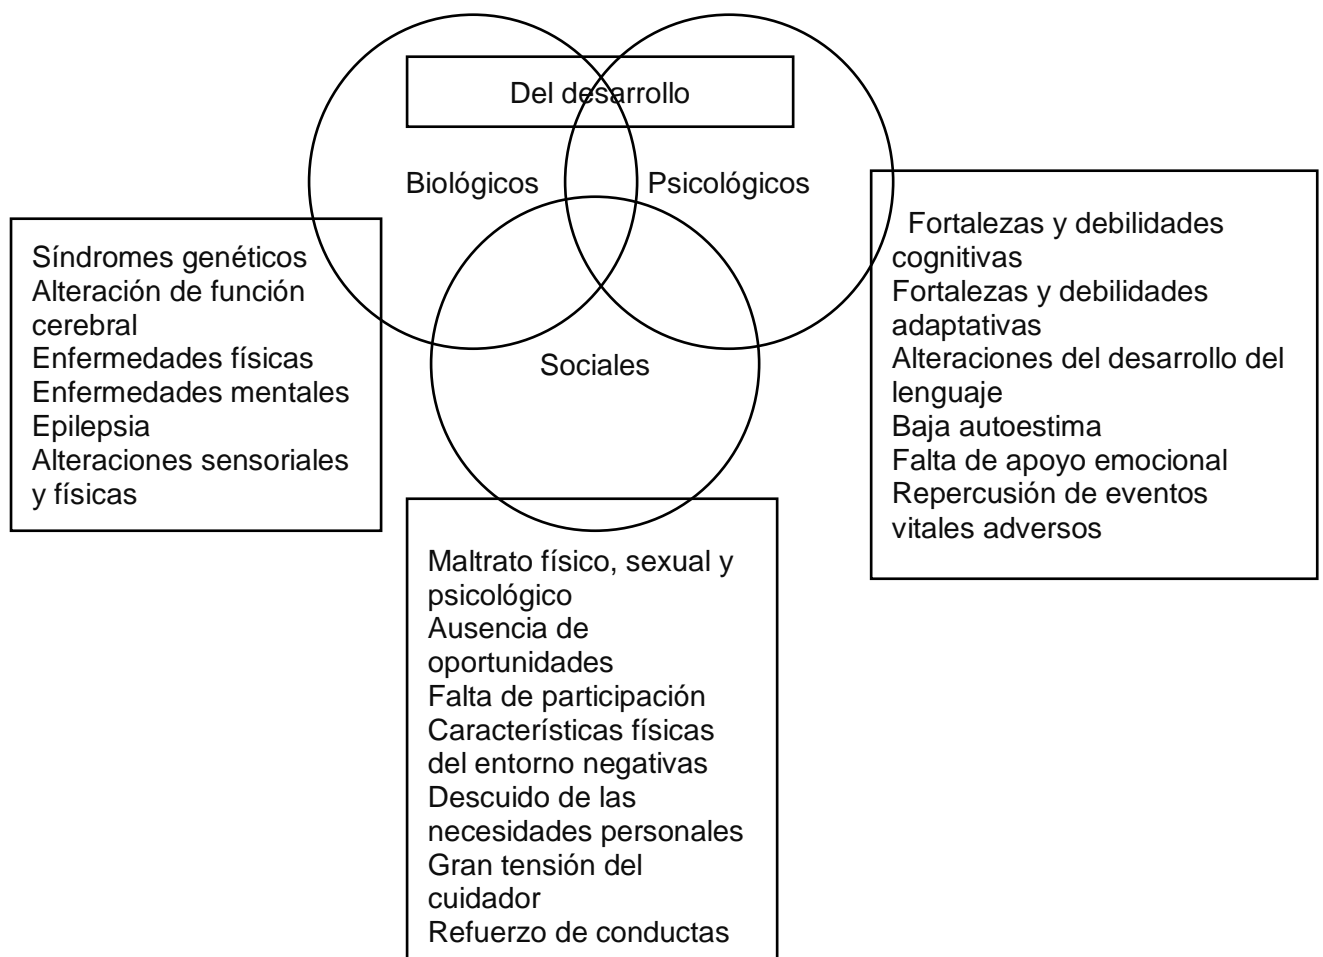 Del desarrollo
Biológicos
Psicológicos
Sociales
Síndromes genéticos
Alteración de función
cerebral
Enfermedades físicas
Enfermedades mentales
Epilepsia
Alteraciones sensoriales
y físicas
Fortalezas y debilidades
cognitivas
Fortalezas y debilidades
adaptativas
Alteraciones del desarrollo del
lenguaje
Baja autoestima
Falta de apoyo emocional
Repercusión de eventos
vitales adversos
Maltrato físico, sexual y
psicológico
Ausencia de
oportunidades
Falta de participación
Características físicas
del entorno negativas
Descuido de las
necesidades personales
Gran tensión del
cuidador
Refuerzo de conductas